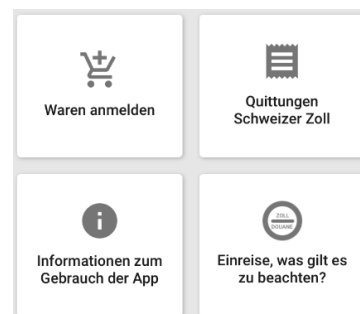 Waren anmelden
Quittungen
Schweizer Zoll
Informationen zum
Gebrauch der App
ZOLL
DOUANE
Einreise, was gilt es
zu beachten?